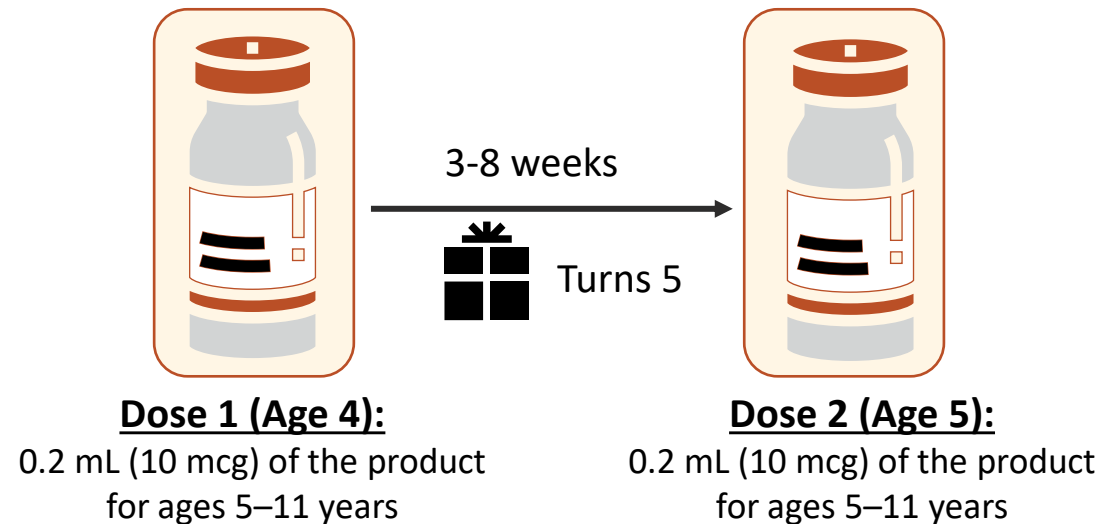 3-8 weeks
Turns 5
Dose 1 (Age 4):
0.2 mL (10 mcg) of the product
for ages 5–11 years
Dose 2 (Age 5):
0.2 mL (10 mcg) of the product
for ages 5–11 years